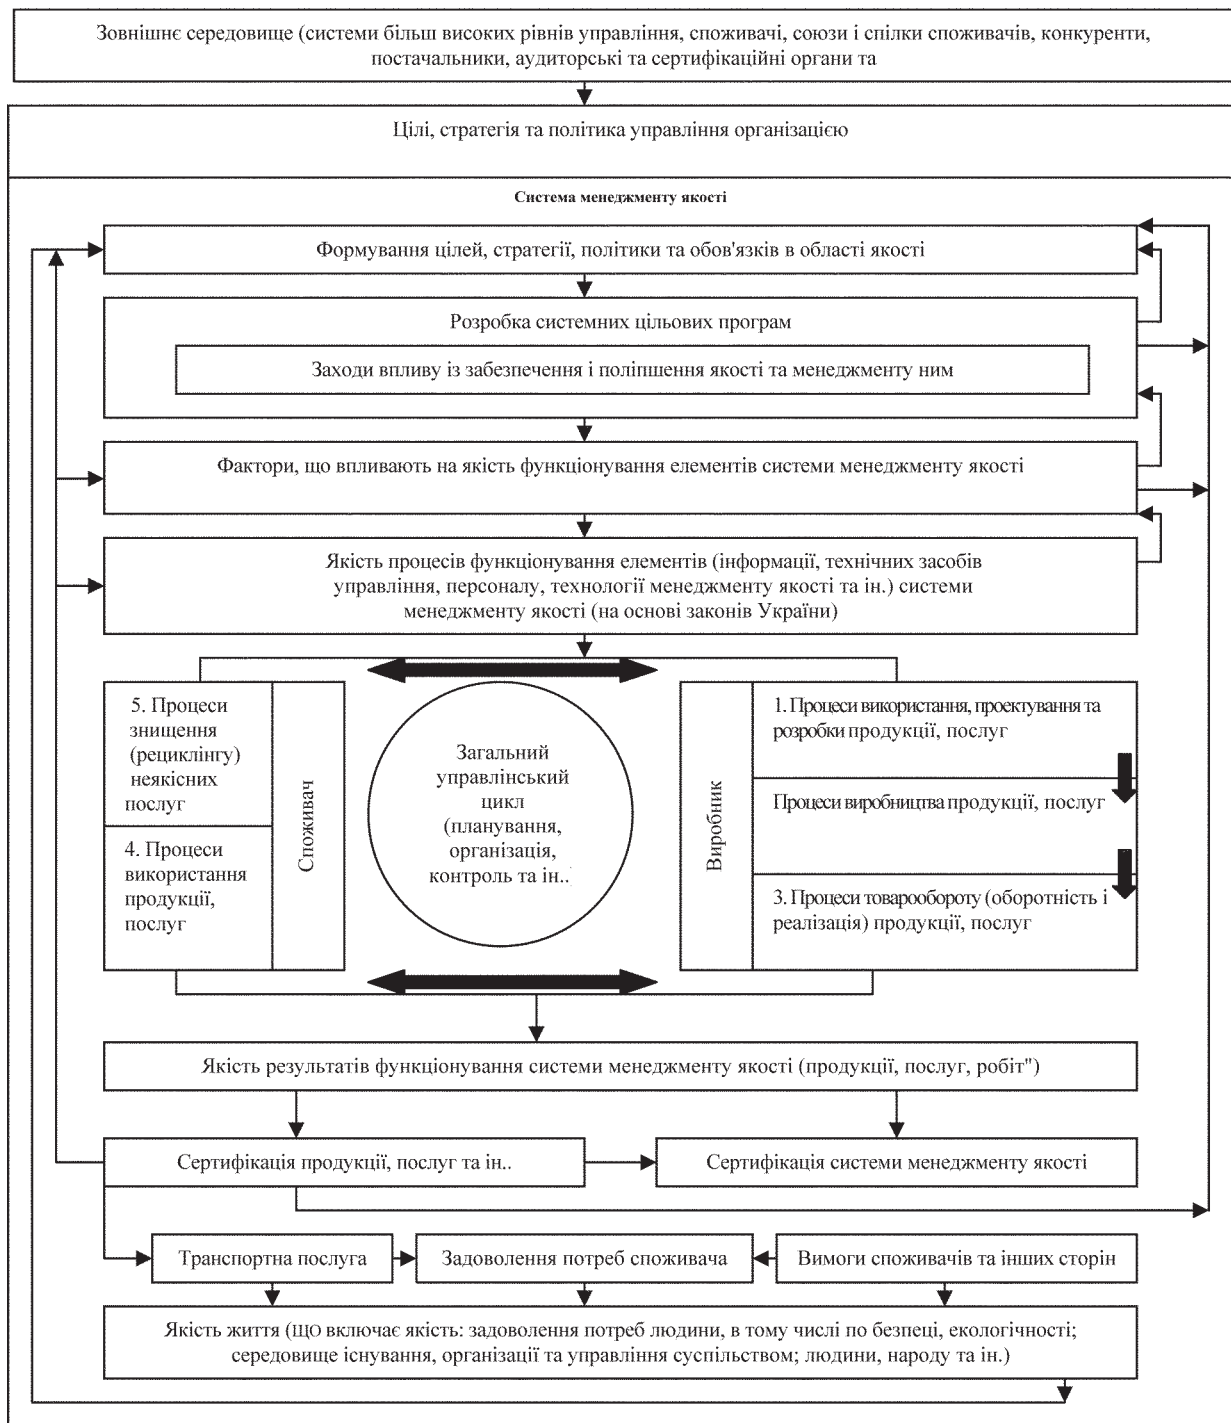 Зовнішнє середовище (системи більш високих рівнів управління, споживачі, союзи і спілки споживачів, конкуренти,
постачальники, аудиторські та сертифікаційні органи та
Цілі, стратегія та політика управління організацією
Система менеджменту якості
Формування цілей, стратегії, політики та обов'язків в області якості
Розробка системних цільових програм
Заходи впливу із забезпечення і поліпшення якості та менеджменту ним
Фактори, що впливають на якість функціонування елементів системи менеджменту якості
Якість процесів функціонування елементів (інформації, технічних засобів
управління, персоналу, технології менеджменту якості та ін.) системи
менеджменту якості (на основі законів України)
5. Процеси
знищення
(рециклінгу)
неякісних
послуг
4. Процеси
використання
продукції,
послуг
Споживач
Загальний
управлінський
цикл
(планування,
організація,
контроль та ін..
Виробник
1. Процеси використання, проектування та
розробки продукції, послуг
Процеси виробництва продукції, послуг
3. Процеси товарообороту (оборотність і
реалізація) продукції, послуг
Якість результатів функціонування системи менеджменту якості (продукції, послуг, робіт")
Сертифікація продукції, послуг та ін..
Сертифікація системи менеджменту якості
Транспортна послуга
Задоволення потреб споживача
Вимоги споживачів та інших сторін
Якість життя (ЩО включає якість: задоволення потреб людини, в тому числі по безпеці, екологічності;
середовище існування, організації та управління суспільством; людини, народу та ін.)